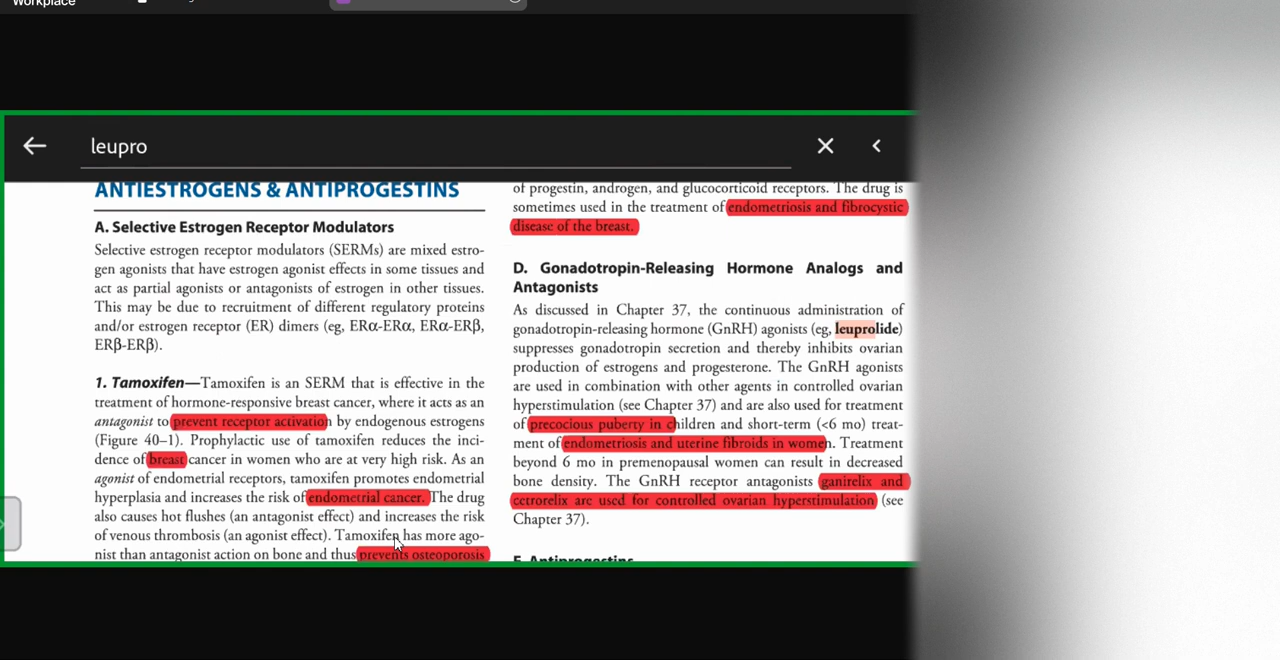 Workplace
leupro
ANTIESTROGENS & ANTIPROGESTINS
A. Selective Estrogen Receptor Modulators
Selective estrogen receptor modulators (SERMs) are mixed estro-
gen agonists that have estrogen agonist effects in some tissues and
act as partial agonists or antagonists of estrogen in other tissues.
This may be due to recruitment of different regulatory proteins
and/or estrogen receptor (ER) dimers (eg, ERα-ERα, ERα-ERβ,
ERβ-ERβ).
1. Tamoxifen—Tamoxifen is an SERM that is effective in the
treatment of hormone-responsive breast cancer, where it acts as an
antagonist to prevent receptor activation by endogenous estrogens
(Figure 40–1). Prophylactic use of tamoxifen reduces the inci-
dence of breast cancer in women who are at very high risk. As an
agonist of endometrial receptors, tamoxifen promotes endometrial
hyperplasia and increases the risk of endometrial cancer. The drug
also causes hot flushes (an antagonist effect) and increases the risk
of venous thrombosis (an agonist effect). Tamoxifen has more ago-
nist than antagonist action on bone and thus prevents osteoporosis
of progestin, androgen, and glucocorticoid receptors. The drug is
sometimes used in the treatment of endometriosis and fibrocystic
disease of the breast.
D. Gonadotropin-Releasing Hormone Analogs and
Antagonists
As discussed in Chapter 37, the continuous administration of
gonadotropin-releasing hormone (GnRH) agonists (eg, leuprolide)
suppresses gonadotropin secretion and thereby inhibits ovarian
production of estrogens and progesterone. The GnRH agonists
are used in combination with other agents in controlled ovarian
hyperstimulation (see Chapter 37) and are also used for treatment
of precocious puberty in children and short-term (<6 mo) treat-
ment of endometriosis and uterine fibroids in women. Treatment
beyond 6 mo in premenopausal women can result in decreased
bone density. The GnRH receptor antagonists ganirelix and
cetrorelix are used for controlled ovarian hyperstimulation (see
Chapter 37).
E. Antiprogestins